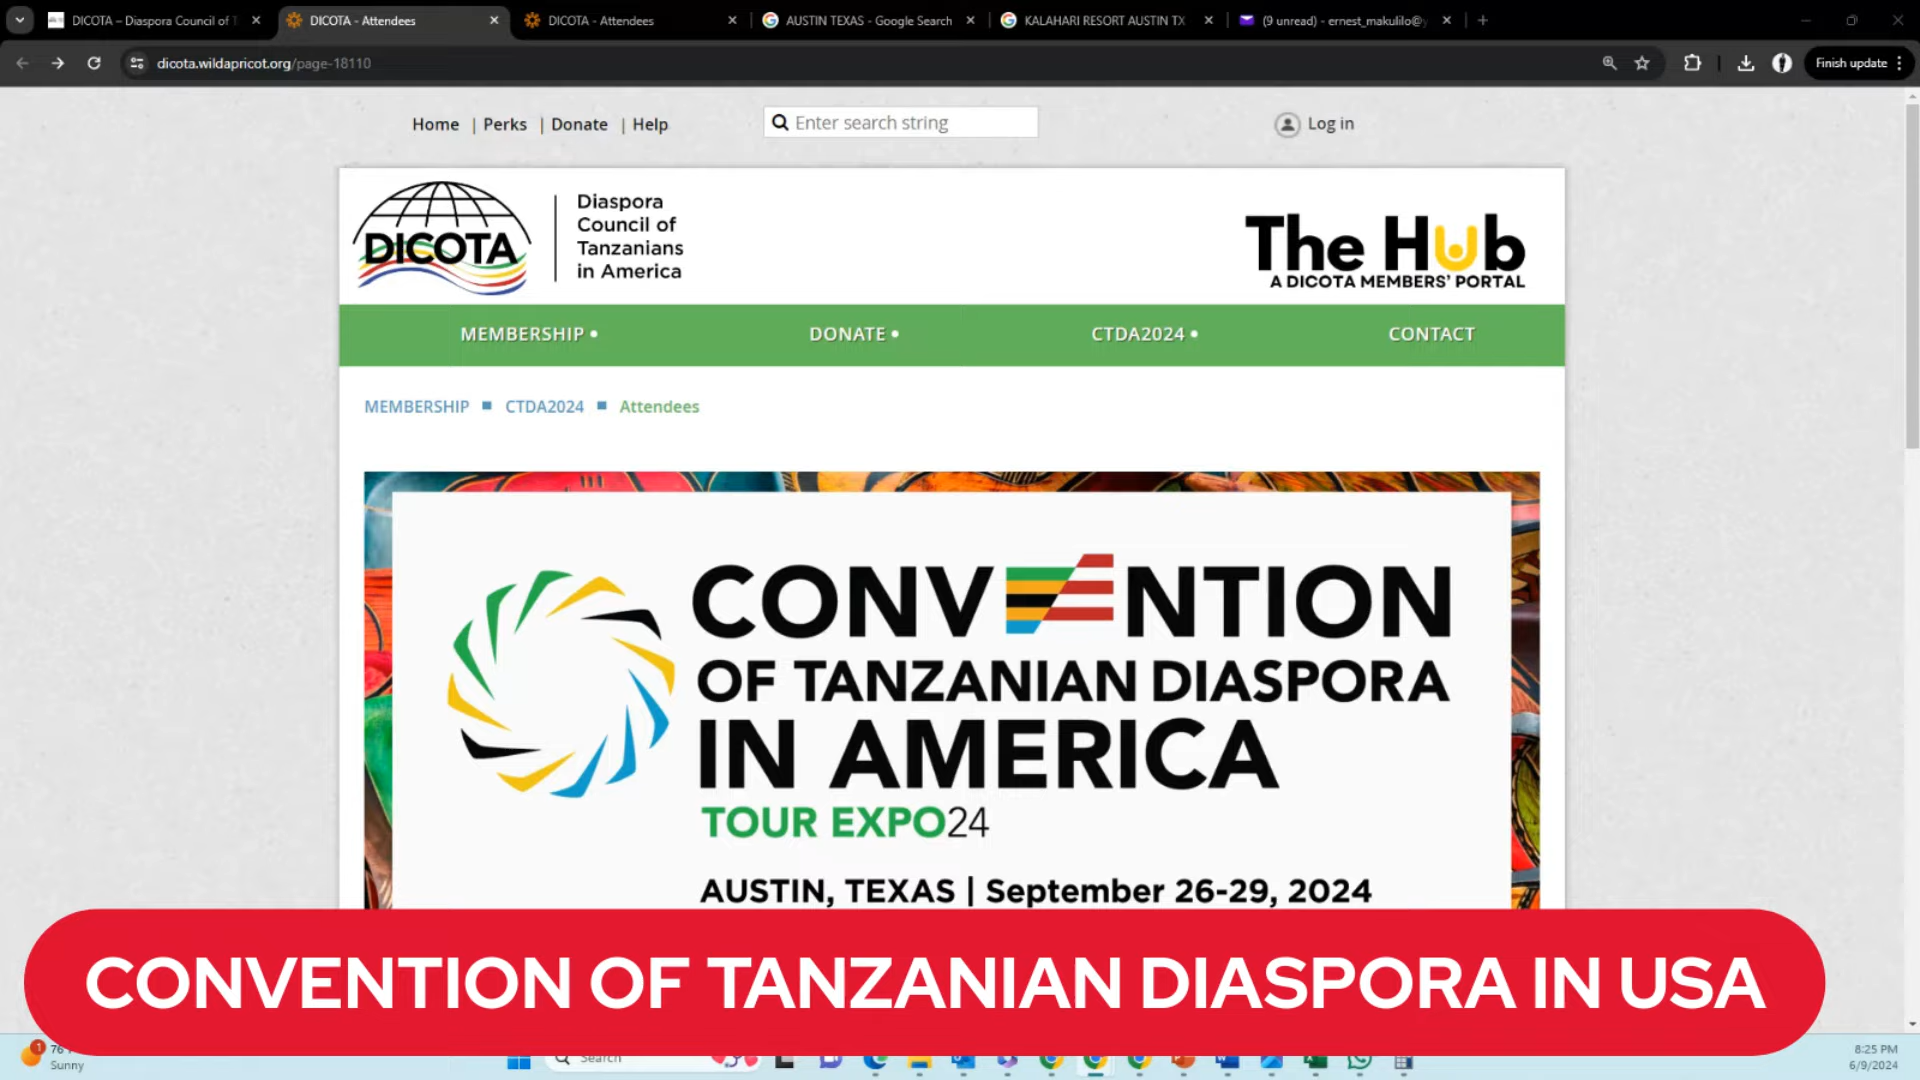 DICOTA – Diaspora Council of T
DICOTA - Attendees
DICOTA - Attendees
AUSTIN TEXAS - Google Search
KALAHARI RESORT AUSTIN TX
(9 unread) - ernest_makulilo@y
dicota.wildapricot.org/page-18110
Finish update
Home | Perks | Donate | Help
Enter search string
Log in
DICOTA
Diaspora
Council of
Tanzanians
in America
The Hub
A DICOTA MEMBERS' PORTAL
MEMBERSHIP • DONATE • CTDA2024 • CONTACT
MEMBERSHIP ■ CTDA2024 ■ Attendees
CONVENTION
OF TANZANIAN DIASPORA
IN AMERICA
TOUR EXPO24
AUSTIN, TEXAS | September 26-29, 2024
CONVENTION OF TANZANIAN DIASPORA IN USA
1
Sunny
Search
8:25 PM
6/9/2024